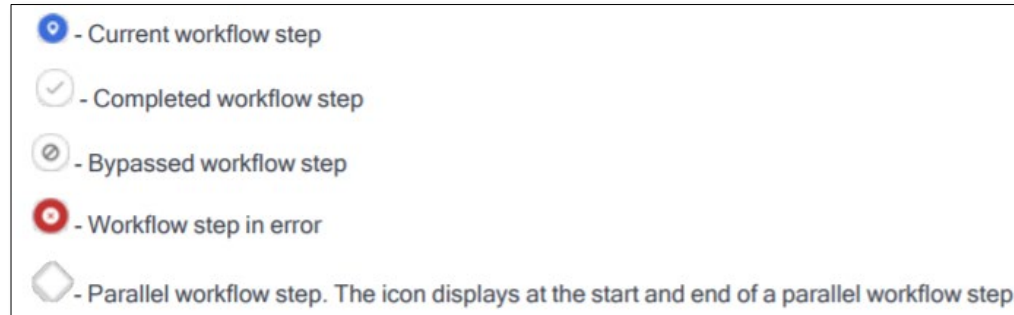 - Current workflow step
- Completed workflow step
- Bypassed workflow step
- Workflow step in error
- Parallel workflow step. The icon displays at the start and end of a parallel workflow step